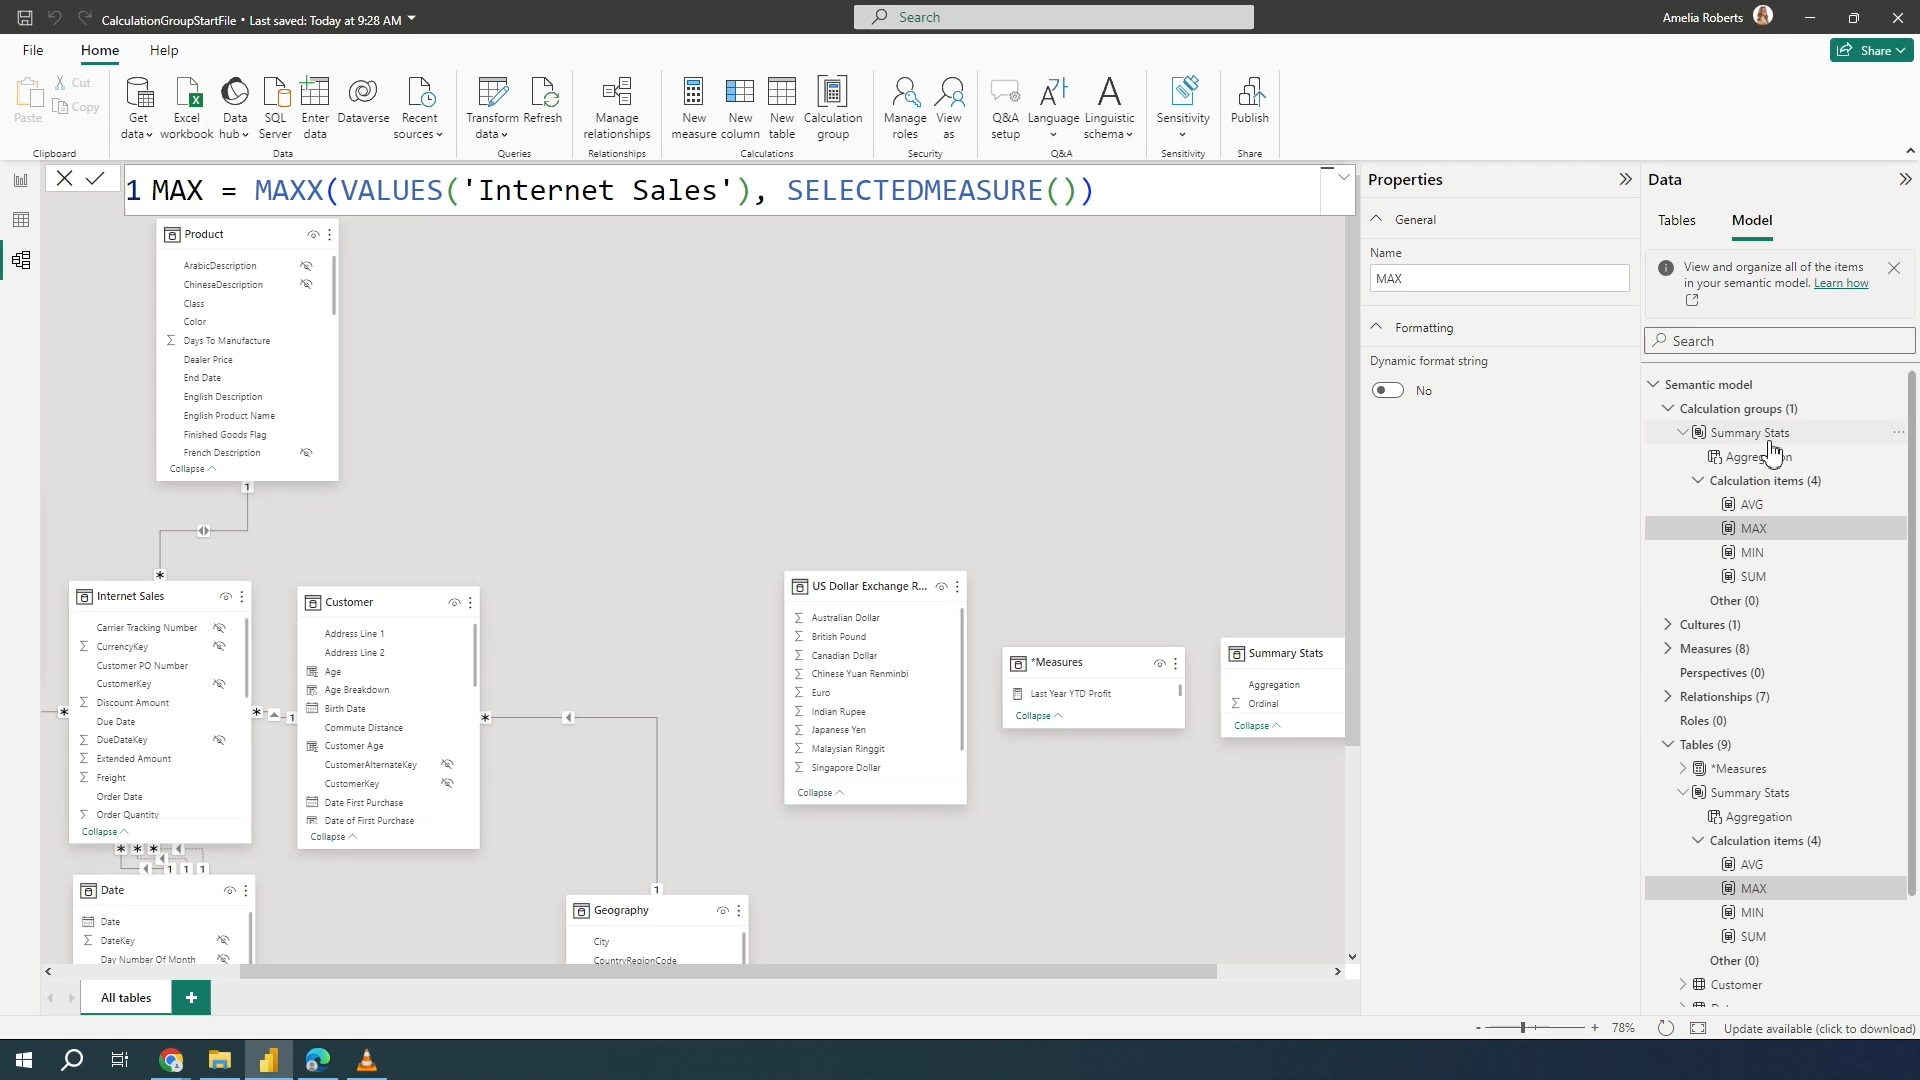 CalculationGroupStartFile • Last saved: Today at 9:28 AM
Search
Amelia Roberts
File
Home
Help
Share
Paste
Cut
Copy
Clipboard
Get data
Excel workbook
Data hub
SQL Server
Enter data
Dataverse
Recent sources
Data
Transform data
Refresh
Queries
Manage relationships
Relationships
New measure
New column
New table
Calculation group
Calculations
Manage roles
View as
Security
Q&A setup
Language
Linguistic schema
Q&A
Sensitivity
Sensitivity
Publish
Share
1 MAX = MAXX(VALUES('Internet Sales'), SELECTEDMEASURE())
Product
ArabicDescription
ChineseDescription
Class
Color
Days To Manufacture
Dealer Price
End Date
English Description
English Product Name
Finished Goods Flag
French Description
Collapse
1
*
Internet Sales
Carrier Tracking Number
CurrencyKey
Customer PO Number
CustomerKey
Discount Amount
Due Date
DueDateKey
Extended Amount
Freight
Order Date
Order Quantity
Collapse
*
* 1
* * *
1 1 1
Customer
Address Line 1
Address Line 2
Age
Age Breakdown
Birth Date
Commute Distance
Customer Age
CustomerAlternateKey
CustomerKey
Date First Purchase
Date of First Purchase
Collapse
*
1
Date
Date
DateKey
Day Number Of Month
Geography
City
CountryRegionCode
US Dollar Exchange R...
Australian Dollar
British Pound
Canadian Dollar
Chinese Yuan Renminbi
Euro
Indian Rupee
Japanese Yen
Malaysian Ringgit
Singapore Dollar
Collapse
*Measures
Last Year YTD Profit
Collapse
Summary Stats
Aggregation
Ordinal
Collapse
All tables
+
Properties
General
Name
MAX
Formatting
Dynamic format string
No
Data
Tables
Model
View and organize all of the items
in your semantic model. Learn how
Search
Semantic model
Calculation groups (1)
Summary Stats
Calculation items (4)
AVG
MAX
MIN
SUM
Other (0)
Cultures (1)
Measures (8)
Perspectives (0)
Relationships (7)
Roles (0)
Tables (9)
*Measures
Summary Stats
Aggregation
Calculation items (4)
AVG
MAX
MIN
SUM
Other (0)
Customer
- + 78%
Update available (click to download)